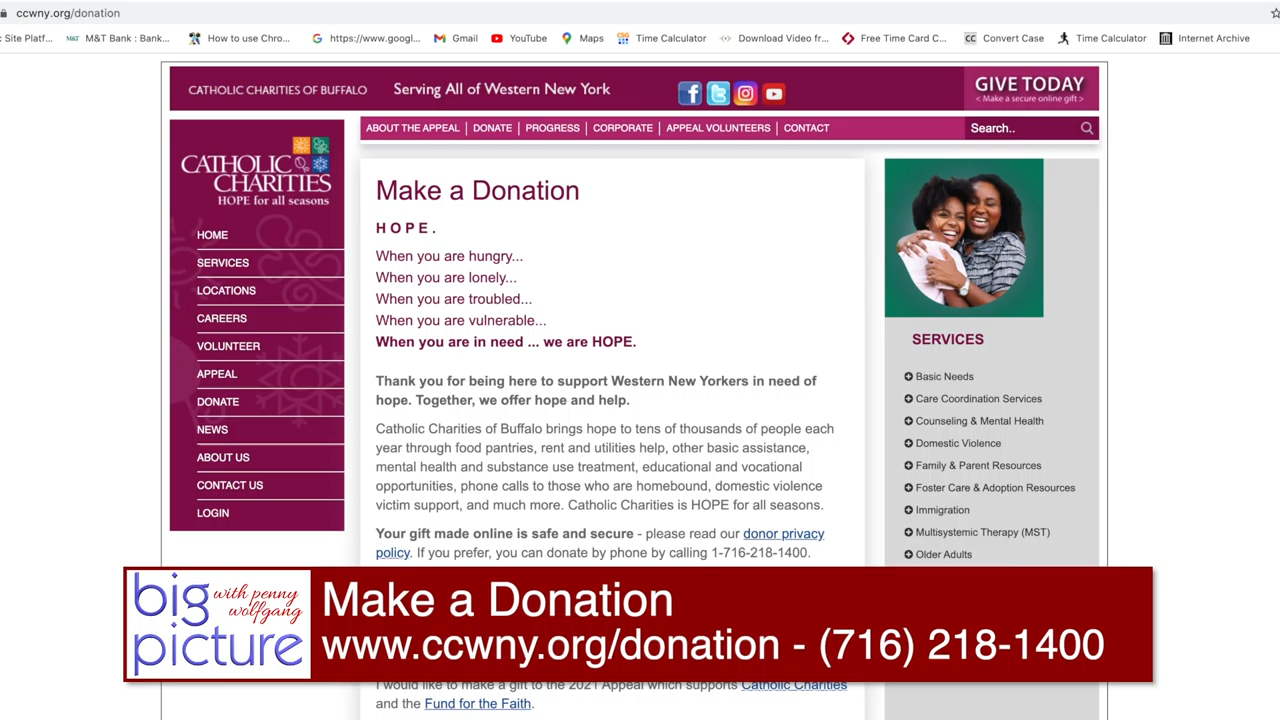 ccwny.org/donation
c Site Platf...
M&T Bank : Bank...
How to use Chro...
https://www.googl...
Gmail
YouTube
Maps
Time Calculator
Download Video fr...
Free Time Card C...
CC Convert Case
Time Calculator
Internet Archive
CATHOLIC CHARITIES OF BUFFALO
Serving All of Western New York
GIVE TODAY
< Make a secure online gift >
ABOUT THE APPEAL | DONATE | PROGRESS | CORPORATE | APPEAL VOLUNTEERS | CONTACT
Search..
CATHOLIC
CHARITIES
HOPE for all seasons
HOME
SERVICES
LOCATIONS
CAREERS
VOLUNTEER
APPEAL
DONATE
NEWS
ABOUT US
CONTACT US
LOGIN
Make a Donation
H O P E .
When you are hungry...
When you are lonely...
When you are troubled...
When you are vulnerable...
When you are in need ... we are HOPE.
Thank you for being here to support Western New Yorkers in need of
hope. Together, we offer hope and help.
Catholic Charities of Buffalo brings hope to tens of thousands of people each
year through food pantries, rent and utilities help, other basic assistance,
mental health and substance use treatment, educational and vocational
opportunities, phone calls to those who are homebound, domestic violence
victim support, and much more. Catholic Charities is HOPE for all seasons.
Your gift made online is safe and secure - please read our donor privacy
policy. If you prefer, you can donate by phone by calling 1-716-218-1400.
SERVICES
Basic Needs
Care Coordination Services
Counseling & Mental Health
Domestic Violence
Family & Parent Resources
Foster Care & Adoption Resources
Immigration
Multisystemic Therapy (MST)
Older Adults
big with penny
wolfgang
picture
Make a Donation
www.ccwny.org/donation - (716) 218-1400
I would like to make a gift to the 2021 Appeal which supports Catholic Charities
and the Fund for the Faith.